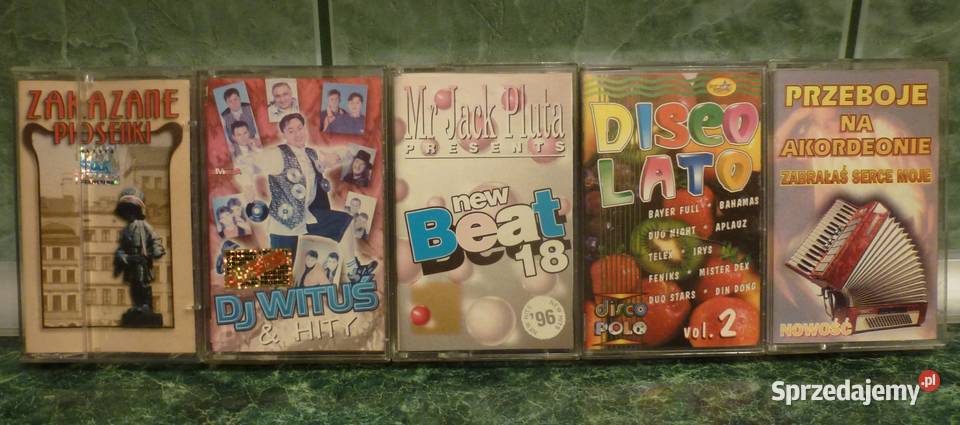 ZAKAZANE
PIOSENKI
DJ WITUŚ
& HITY
Mr Jack Pluta
PRESENTS
new
Beat
18
'96
DISCO
LATO
BAYER FULL • BAHAMAS
DUO NIGHT • APLAUZ
TELEX • IRYS
FENIKS • MISTER DEX
DUO STARS • DIN DONG
disco
POLO
vol. 2
PRZEBOJE
NA
AKORDEONIE
ZABRAŁAŚ SERCE MOJE
NOWOŚĆ
Sprzedajemy.pl